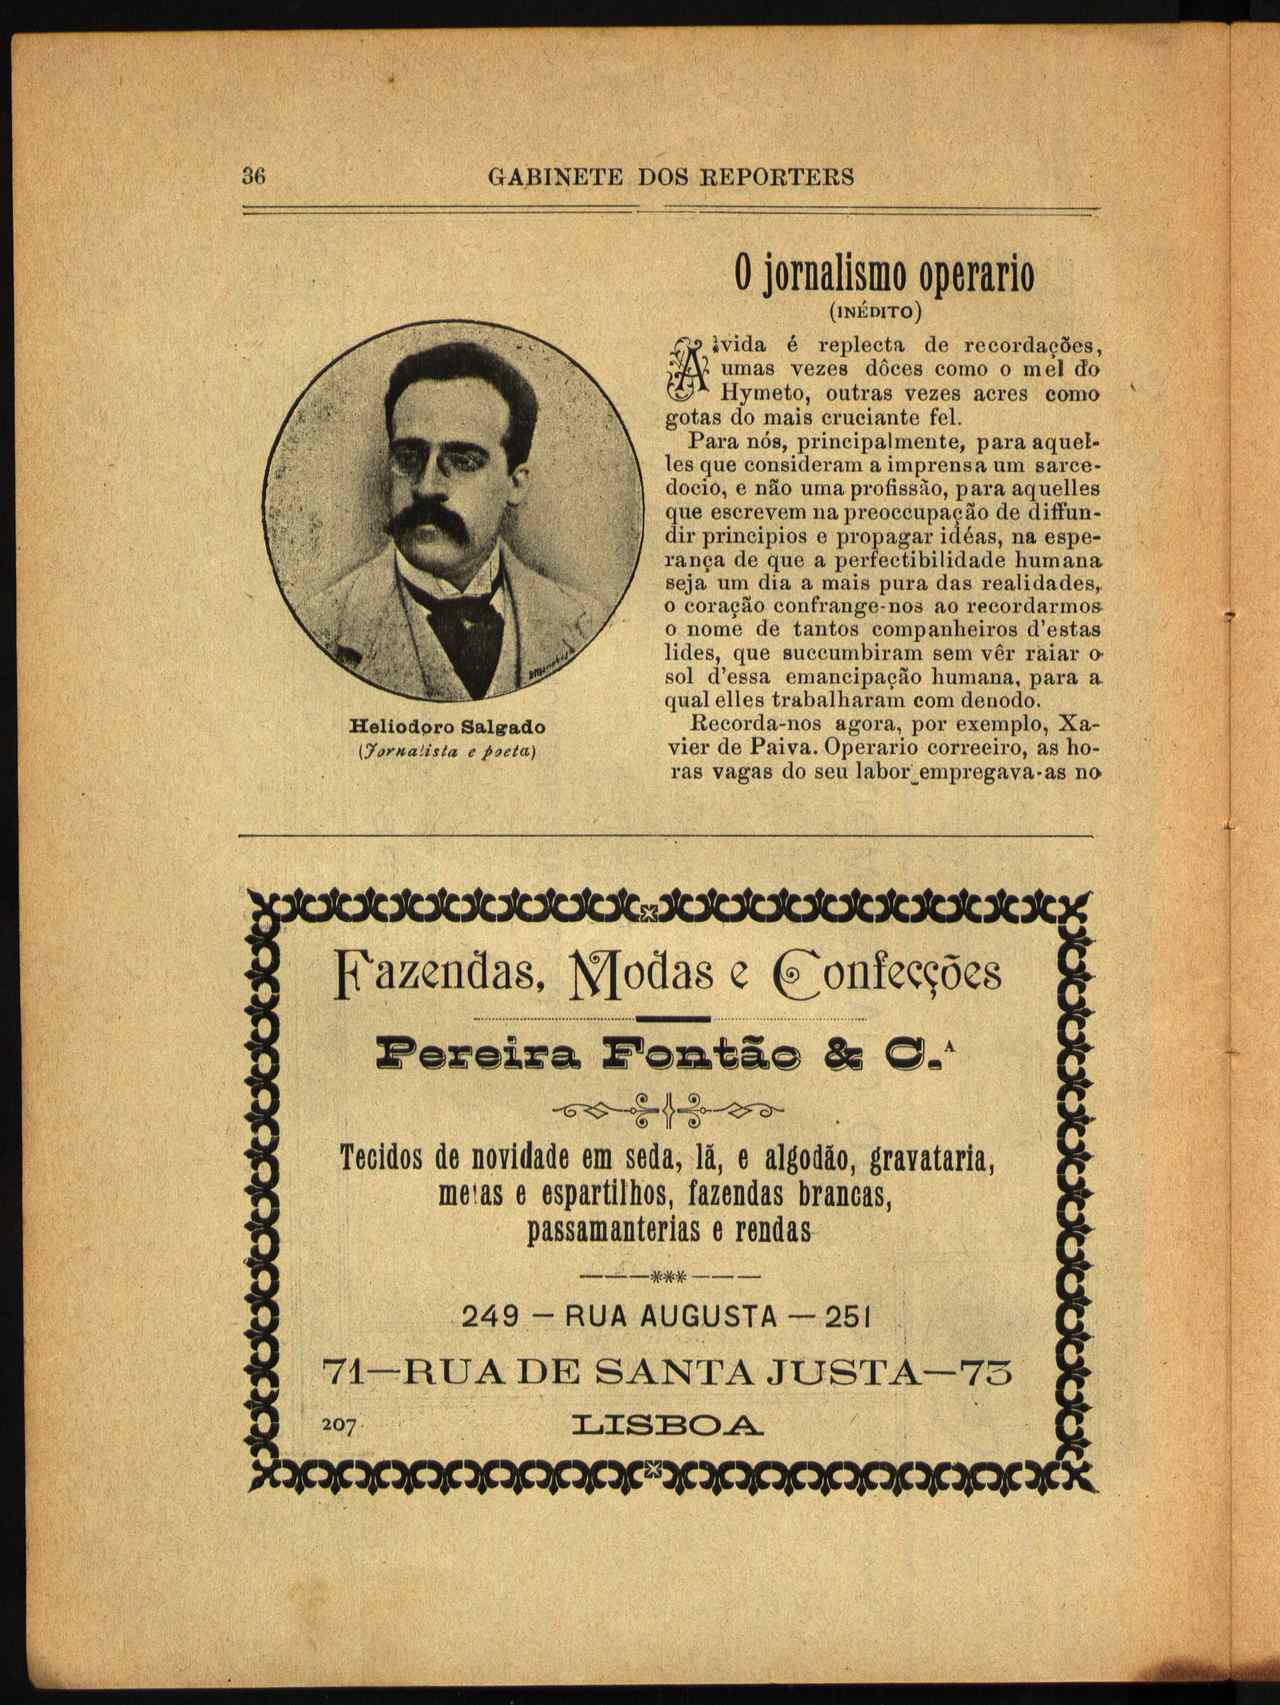 36
GABINETE DOS REPORTERS
O jornalismo operario
(INÉDITO)
A vida é replecta de recordações,
umas vezes dôces como o mel do
Hymeto, outras vezes acres como
gotas do mais cruciante fel.
Para nós, principalmente, para aquel-
les que consideram a imprensa um sarce-
docio, e não uma profissão, para aquelles
que escrevem na preoccupação de diffun-
dir principios e propagar idéas, na espe-
rança de que a perfectibilidade humana
seja um dia a mais pura das realidades,
o coração confrange-nos ao recordarmos
o nome de tantos companheiros d'estas
lides, que succumbiram sem vêr raiar o
sol d'essa emancipação humana, para a
qual elles trabalharam com denodo.
Recorda-nos agora, por exemplo, Xa-
vier de Paiva. Operario correeiro, as ho-
ras vagas do seu labor empregava-as no
Heliodoro Salgado
(Jornalista e poeta)
Fazendas, Modas e Confecções
Pereira Fontão & C.ᴬ
Tecidos de novidade em seda, lã, e algodão, gravataria,
meias e espartilhos, fazendas brancas,
passamanterias e rendas
249 — RUA AUGUSTA — 251
71—RUA DE SANTA JUSTA—73
207
LISBOA